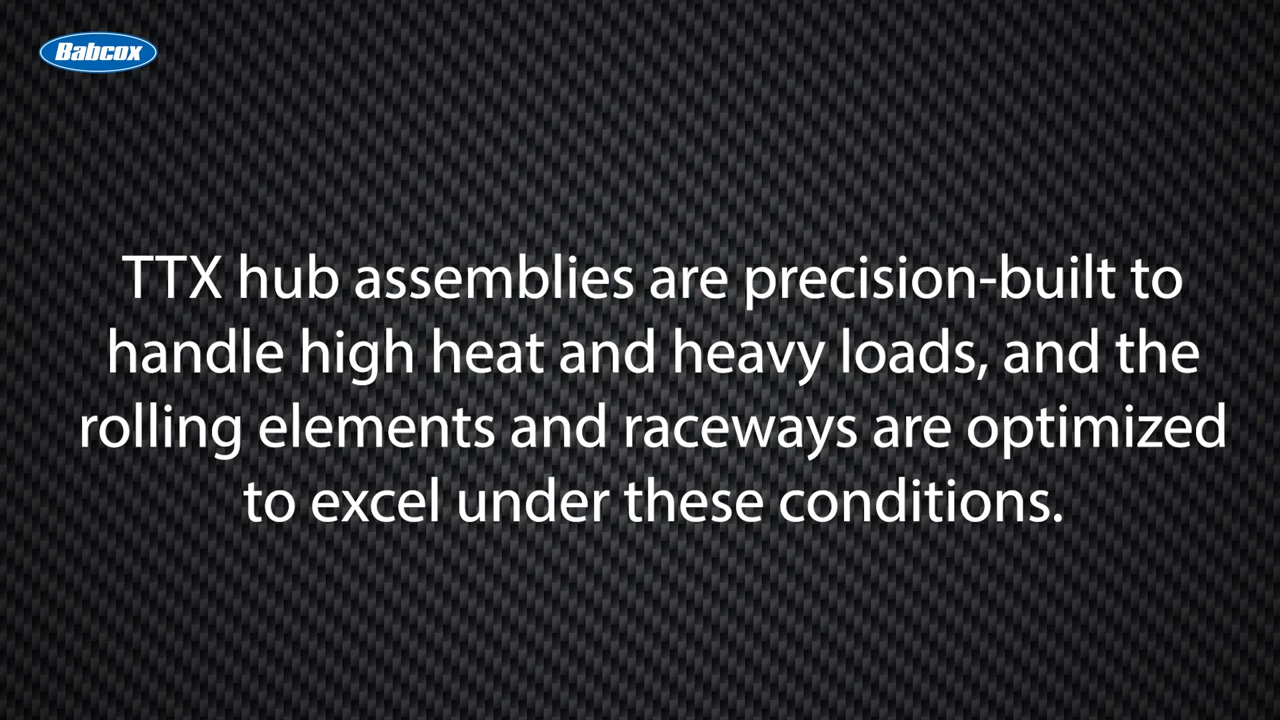 Babcox
TTX hub assemblies are precision-built to
handle high heat and heavy loads, and the
rolling elements and raceways are optimized
to excel under these conditions.